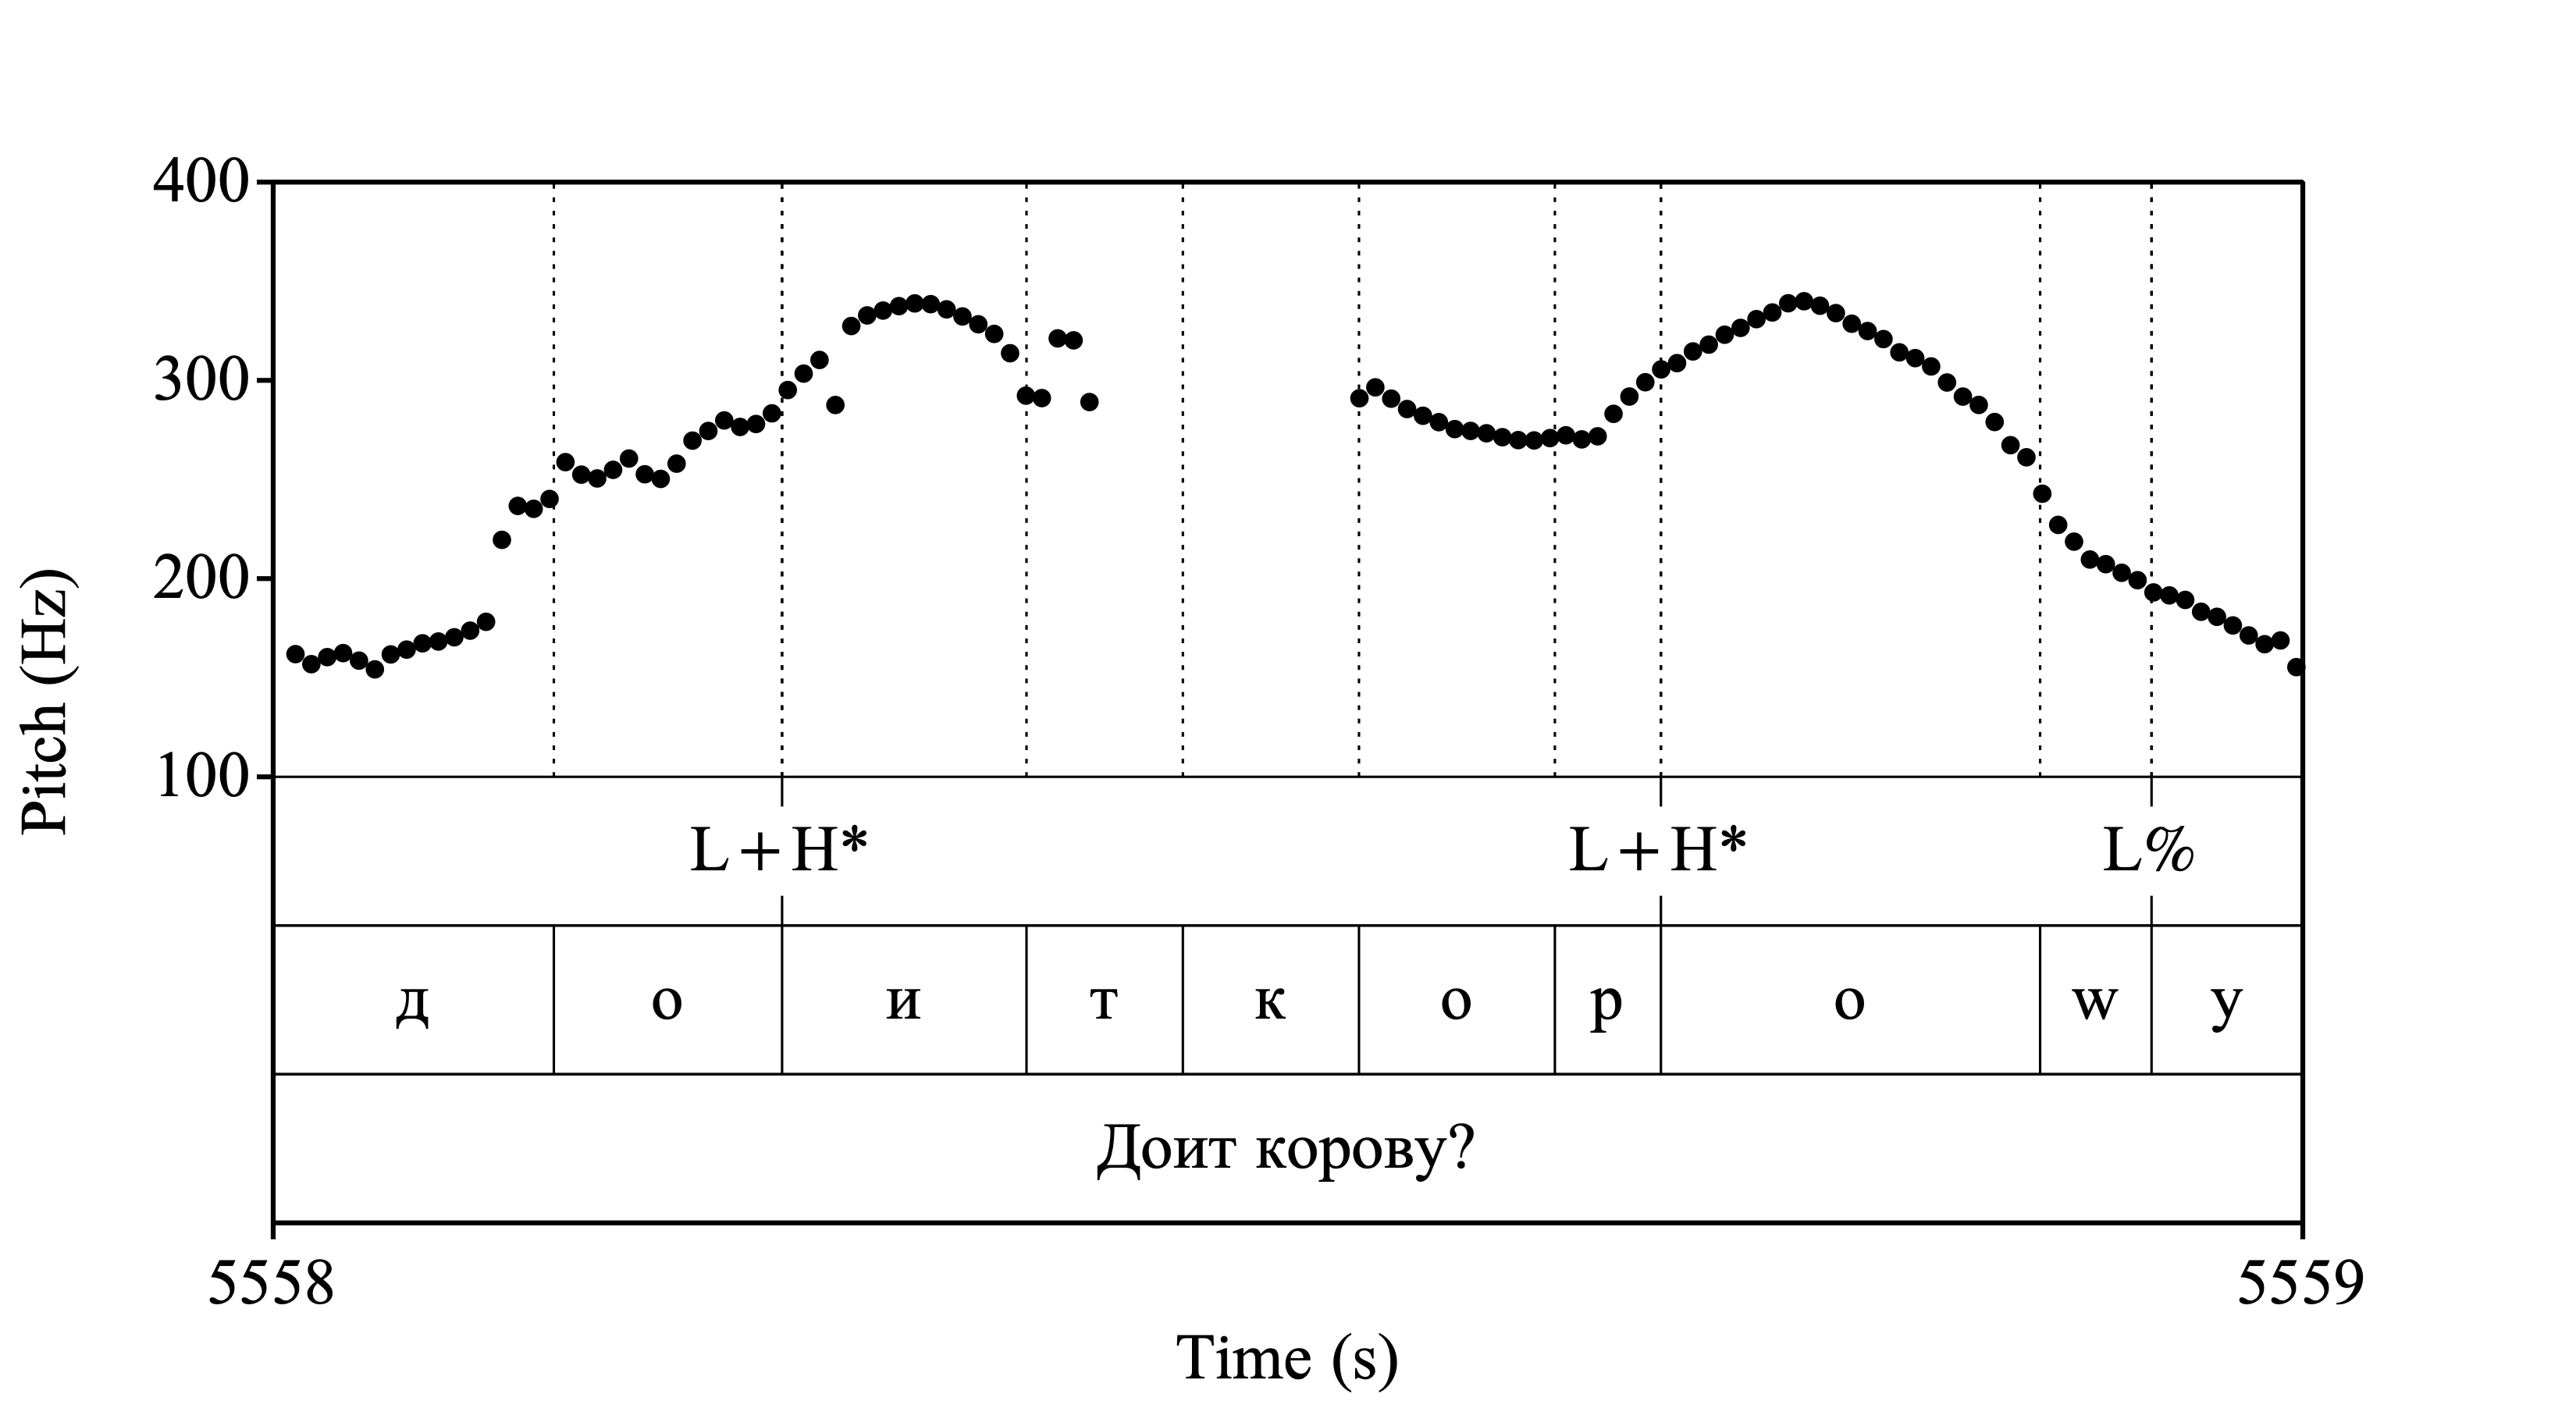 400
300
200
100
Pitch (Hz)
L+H* L+H* L%
д о и т к о р о w у
Доит корову?
5558 5559
Time (s)